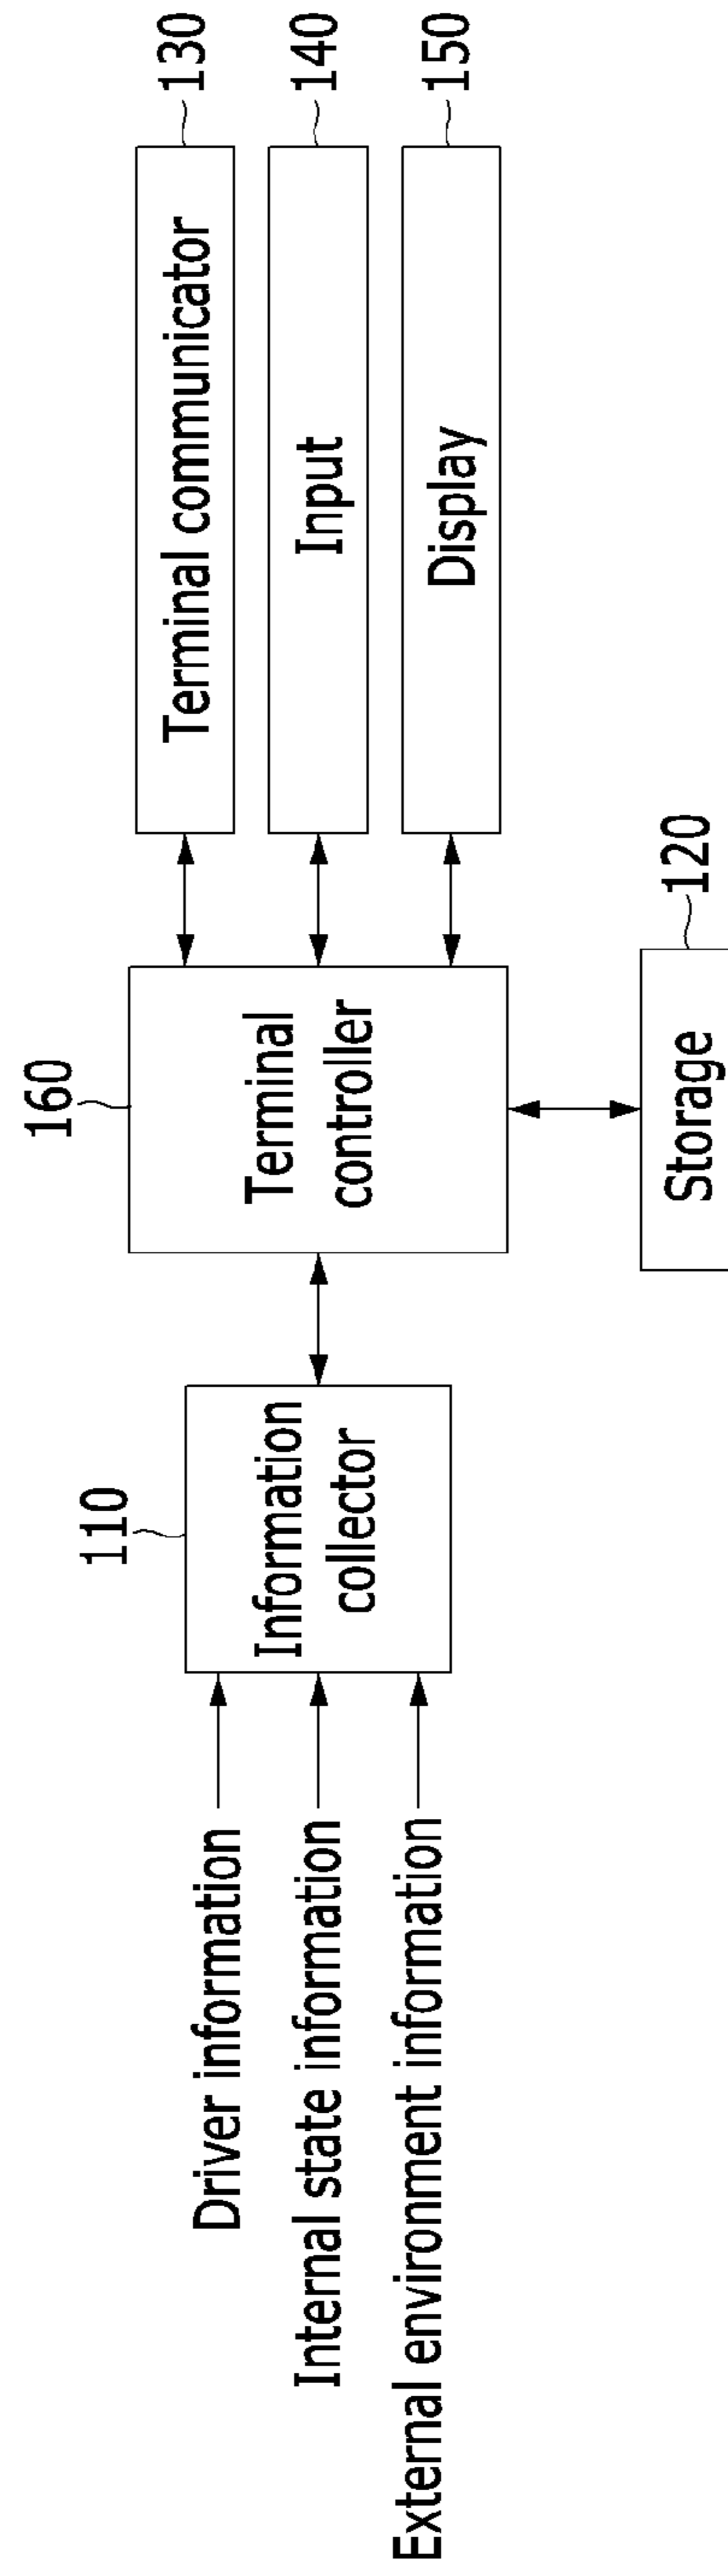 130
Terminal communicator
140
Input
150
Display
160
Terminal
controller
120
Storage
110
Information
collector
Driver information
Internal state information
External environment information